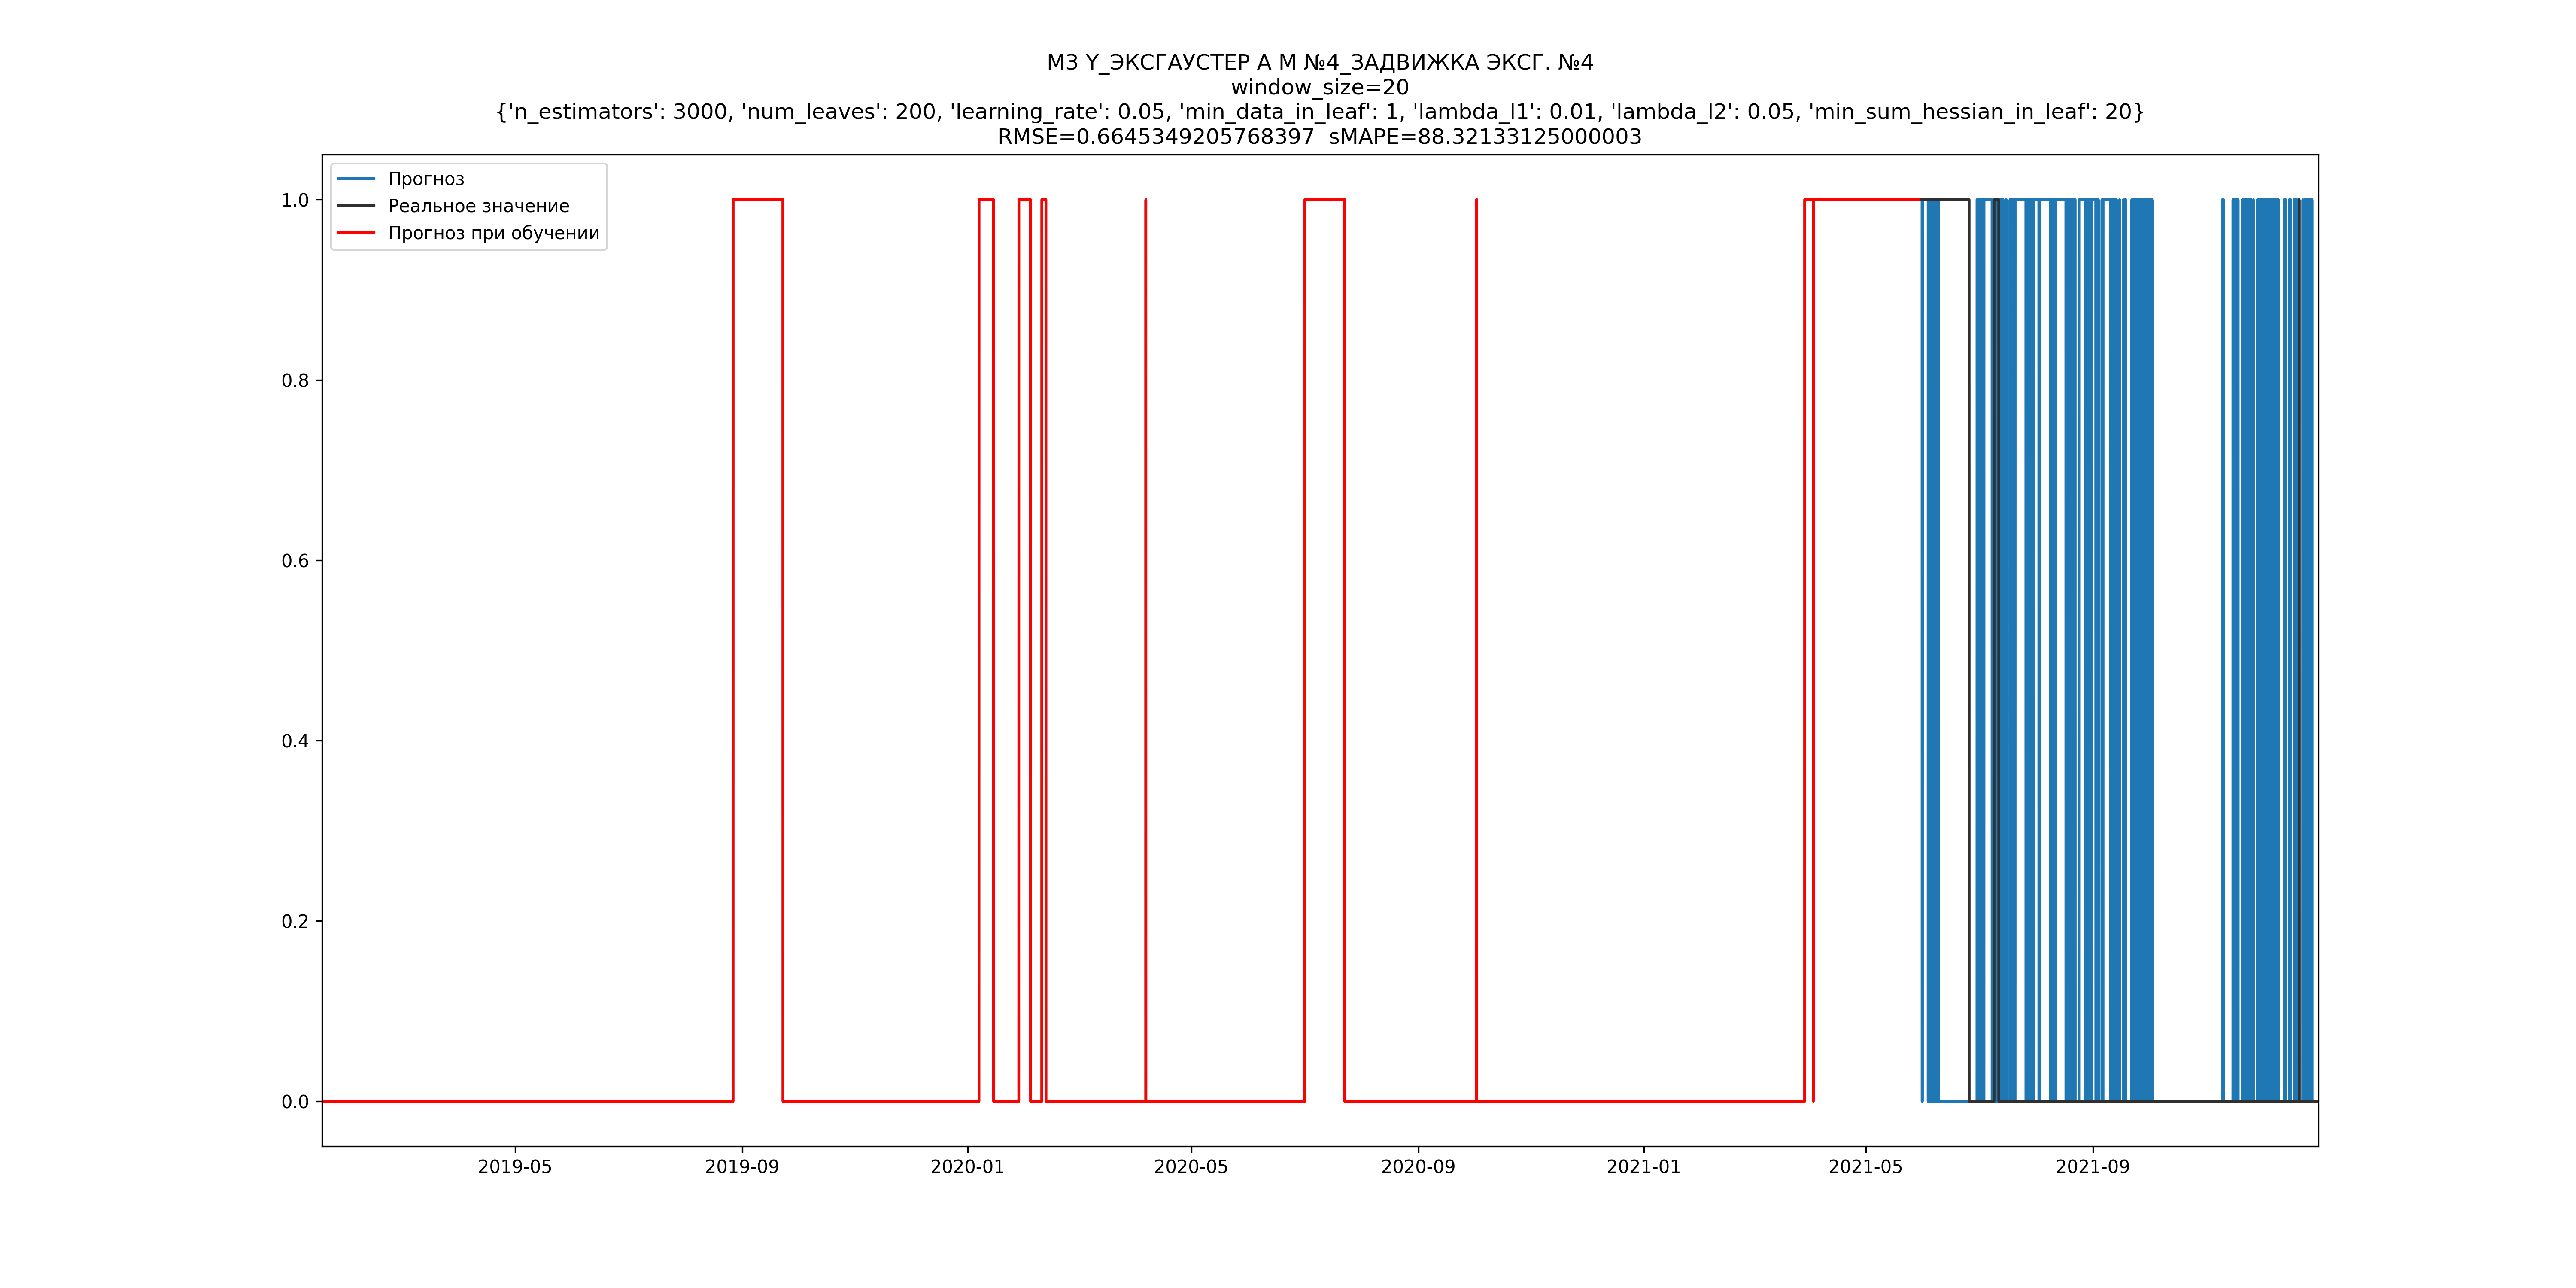 М3 Y_ЭКСГАУСТЕР А М №4_ЗАДВИЖКА ЭКСГ. №4
window_size=20
{'n_estimators': 3000, 'num_leaves': 200, 'learning_rate': 0.05, 'min_data_in_leaf': 1, 'lambda_l1': 0.01, 'lambda_l2': 0.05, 'min_sum_hessian_in_leaf': 20}
RMSE=0.6645349205768397  sMAPE=88.32133125000003
Прогноз
Реальное значение
Прогноз при обучении
1.0
0.8
0.6
0.4
0.2
0.0
2019-05
2019-09
2020-01
2020-05
2020-09
2021-01
2021-05
2021-09